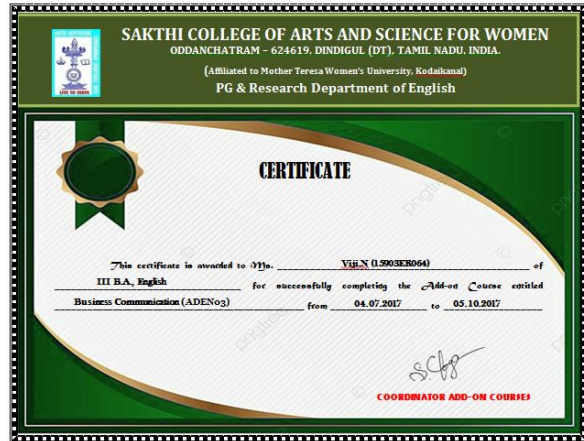 SAKTHI COLLEGE OF ARTS AND SCIENCE FOR WOMEN
ODDANCHATRAM – 624619. DINDIGUL (DT), TAMIL NADU, INDIA.
(Affiliated to Mother Teresa Women's University, Kodaikanal)
PG & Research Department of English
LIVE TO SERVE
CERTIFICATE
This certificate is awarded to Ms. Viji.N (15903ER064) of
III B.A., English for successfully completing the Add-on Course entitled
Business Communication (ADEN03) from 04.07.2017 to 05.10.2017
COORDINATOR ADD-ON COURSES